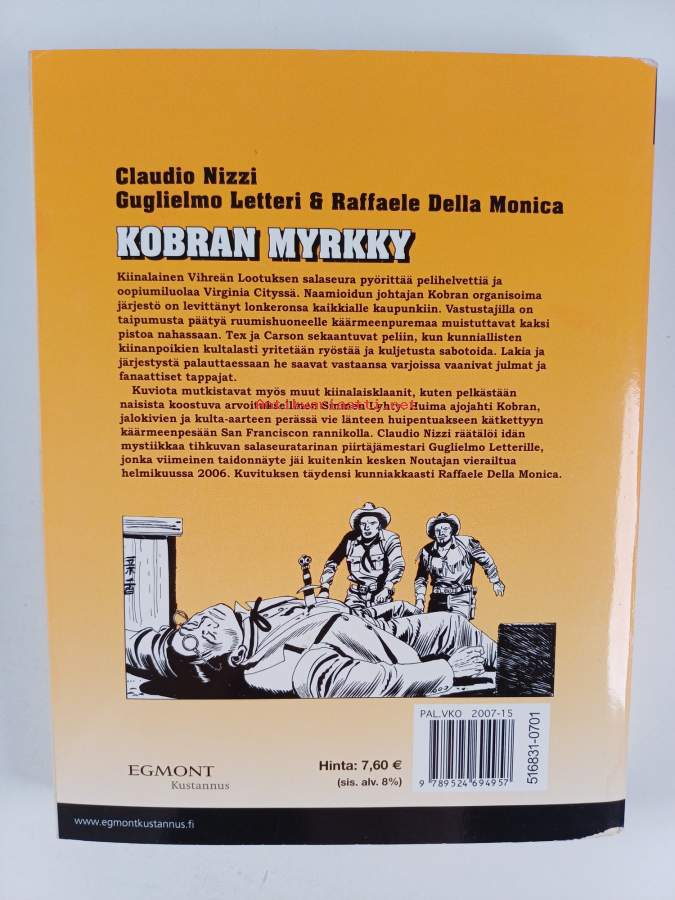 Claudio Nizzi
Guglielmo Letteri & Raffaele Della Monica
KOBRAN MYRKKY
Kiinalainen Vihreän Lootuksen salaseura pyörittää pelihelvettiä ja
oopiumiluolaa Virginia Cityssä. Naamioidun johtajan Kobran organisoima
järjestö on levittänyt lonkeronsa kaikkialle kaupunkiin. Vastustajilla on
taipumusta päätyä ruumishuoneelle käärmeenpuremaa muistuttavat kaksi
pistoa nahassaan. Tex ja Carson sekaantuvat peliin, kun kunniallisten
kiinanpoikien kultalasti yritetään ryöstää ja kuljetusta sabotoida. Lakia ja
järjestystä palauttaessaan he saavat vastaansa varjoissa vaanivat julmat ja
fanaattiset tappajat.
Kuviota mutkistavat myös muut kiinalaisklaanit, kuten pelkästään
naisista koostuva Lyhty. Huima ajojahti Kobran,
jalokivien ja kulta-aarteen perässä vie länteen huipentuakseen kätkettyyn
käärmeenpesään San Franciscon rannikolla. Claudio Nizzi räätälöi idän
mystiikkaa tihkuvan salaseuratarinan piirtäjämestari Guglielmo Letterille,
jonka viimeinen taidonnäyte jäi kuitenkin kesken Noutajan vierailtua
helmikuussa 2006. Kuvituksen täydensi kunniakkaasti Raffaele Della Monica.
PAL.VKO 2007-15
516831-0701
9 789524 694957
EGMONT
Kustannus
Hinta: 7,60 €
(sis. alv. 8%)
www.egmontkustannus.fi